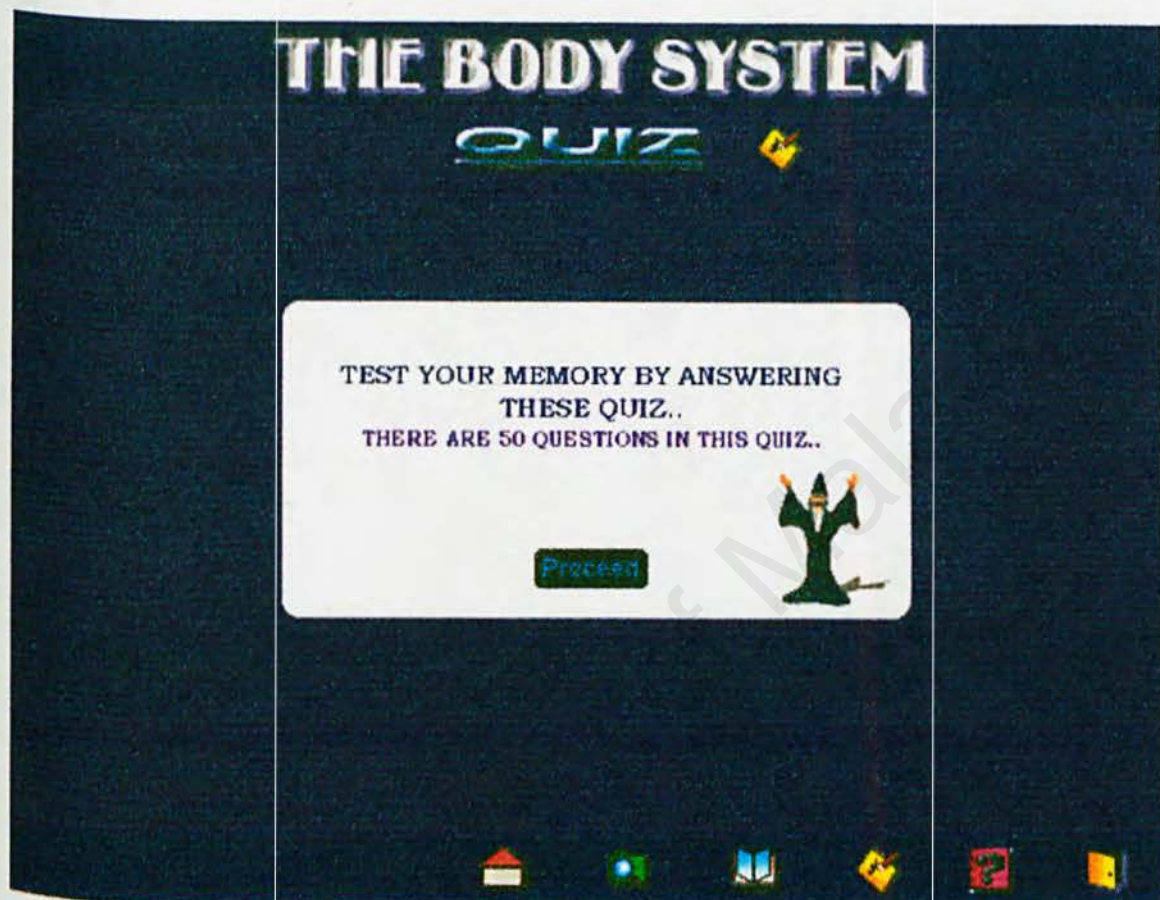 THE BODY SYSTEM
QUIZ
TEST YOUR MEMORY BY ANSWERING
THESE QUIZ..
THERE ARE 50 QUESTIONS IN THIS QUIZ..
Proceed